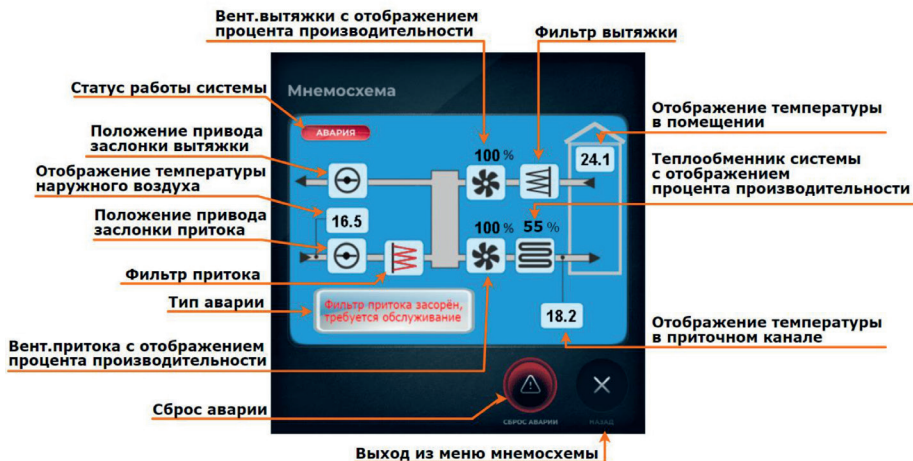 Вент.вытяжки с отображением
процента производительности
Фильтр вытяжки
Статус работы системы
Мнемосхема
Положение привода
заслонки вытяжки
АВАРИЯ
Отображение температуры
в помещении
Отображение температуры
наружного воздуха
100 %
24.1
Теплообменник системы
с отображением
процента производительности
Положение привода
заслонки притока
16.5
100 %
55 %
Фильтр притока
Тип аварии
Фильтр притока засорён,
требуется обслуживание
18.2
Отображение температуры
в приточном канале
Вент.притока с отображением
процента производительности
Сброс аварии
СБРОС АВАРИИ
НАЗАД
Выход из меню мнемосхемы